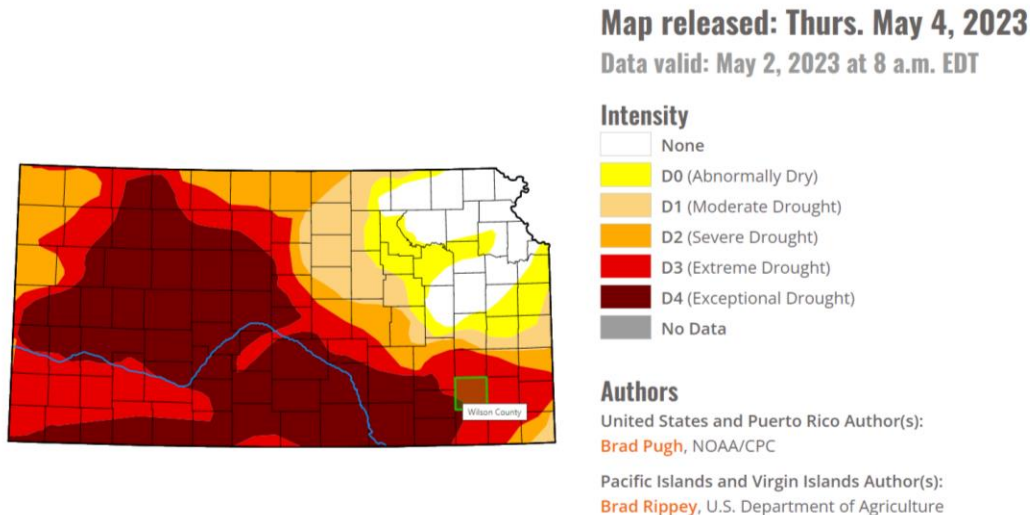 Map released: Thurs. May 4, 2023
Data valid: May 2, 2023 at 8 a.m. EDT
Intensity
None
D0 (Abnormally Dry)
D1 (Moderate Drought)
D2 (Severe Drought)
D3 (Extreme Drought)
D4 (Exceptional Drought)
No Data
Authors
United States and Puerto Rico Author(s):
Brad Pugh, NOAA/CPC
Pacific Islands and Virgin Islands Author(s):
Brad Rippey, U.S. Department of Agriculture
Wilson County